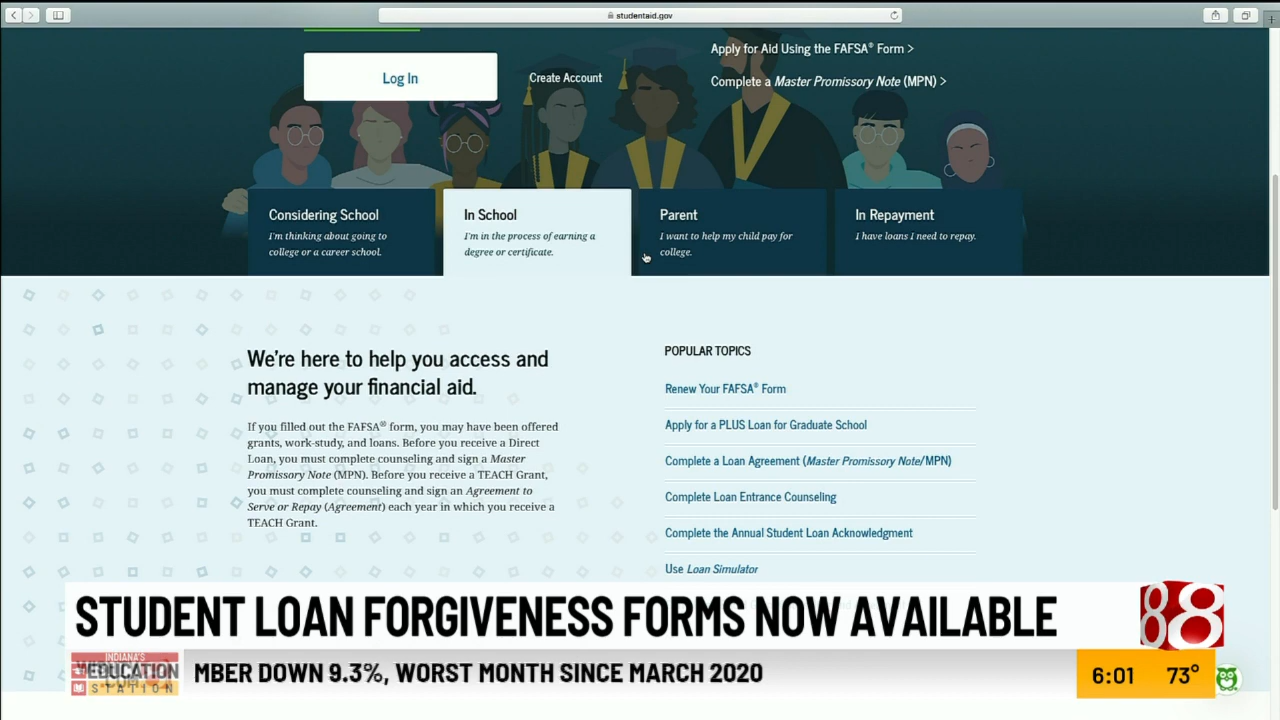 studentaid.gov
Apply for Aid Using the FAFSA® Form >
Log In
Create Account
Complete a Master Promissory Note (MPN) >
Considering School
I'm thinking about going to
college or a career school.
In School
I'm in the process of earning a
degree or certificate.
Parent
I want to help my child pay for
college.
In Repayment
I have loans I need to repay.
We're here to help you access and
manage your financial aid.
If you filled out the FAFSA® form, you may have been offered
grants, work-study, and loans. Before you receive a Direct
Loan, you must complete counseling and sign a Master
Promissory Note (MPN). Before you receive a TEACH Grant,
you must complete counseling and sign an Agreement to
Serve or Repay (Agreement) each year in which you receive a
TEACH Grant.
POPULAR TOPICS
Renew Your FAFSA® Form
Apply for a PLUS Loan for Graduate School
Complete a Loan Agreement (Master Promissory Note/MPN)
Complete Loan Entrance Counseling
Complete the Annual Student Loan Acknowledgment
Use Loan Simulator
STUDENT LOAN FORGIVENESS FORMS NOW AVAILABLE
8
INDIANA'S
EDUCATION
STATION
MBER DOWN 9.3%, WORST MONTH SINCE MARCH 2020
6:01 73°